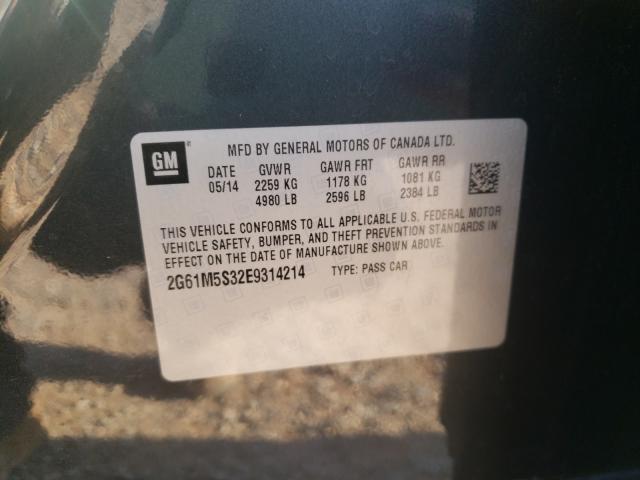 GM
MFD BY GENERAL MOTORS OF CANADA LTD.
DATE GVWR GAWR FRT GAWR RR
05/14 2259 KG 1178 KG 1081 KG
4980 LB 2596 LB 2384 LB
THIS VEHICLE CONFORMS TO ALL APPLICABLE U.S. FEDERAL MOTOR
VEHICLE SAFETY, BUMPER, AND THEFT PREVENTION STANDARDS IN
EFFECT ON THE DATE OF MANUFACTURE SHOWN ABOVE.
2G61M5S32E9314214 TYPE: PASS CAR